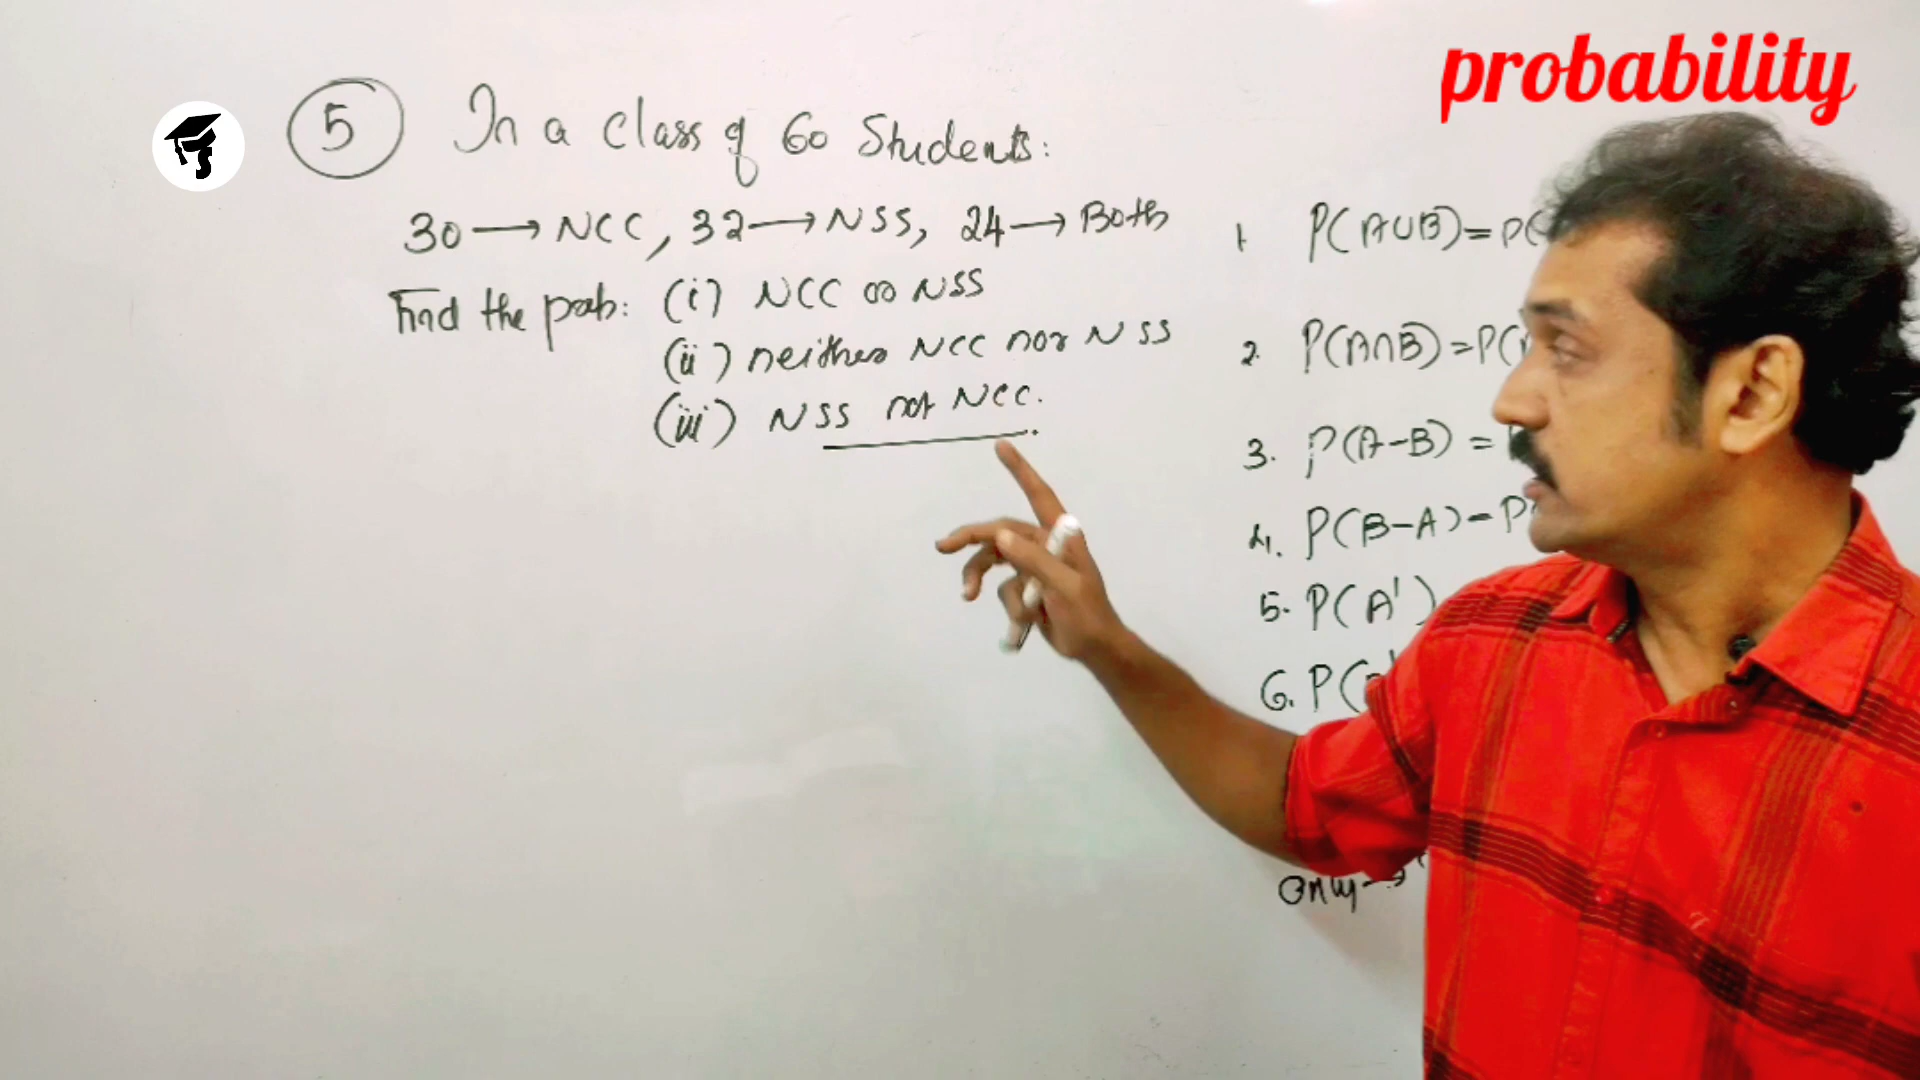 probability
5 In a Class of 60 Students:
30 → NCC, 32 → NSS, 24 → Both
Find the prob: (i) NCC or NSS
(ii) neither NCC nor NSS
(iii) NSS not NCC.
1. P(A∪B)=P(
2. P(A∩B)=P(
3. P(A-B) =
4. P(B-A)=P
5. P(A')
6. P(
Only →